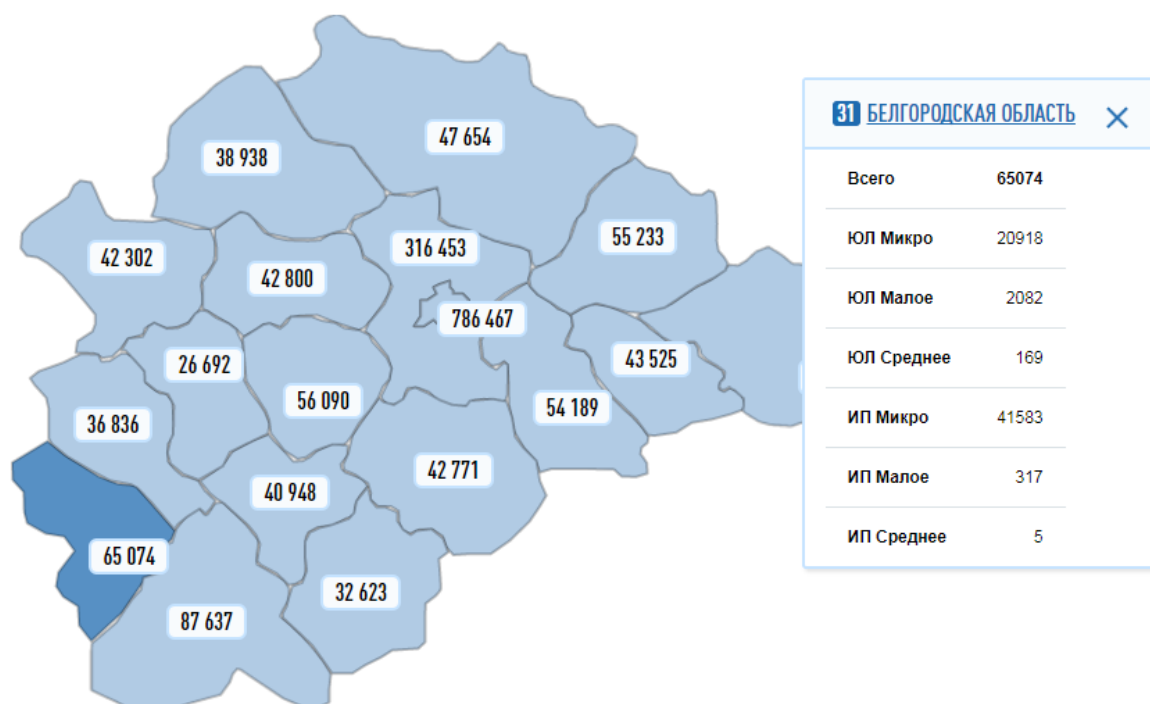 47 654
38 938
55 233
316 453
42 302
42 800
786 467
43 525
26 692
56 090
54 189
36 836
42 771
40 948
65 074
32 623
87 637
31 БЕЛГОРОДСКАЯ ОБЛАСТЬ
Всего 65074
ЮЛ Микро 20918
ЮЛ Малое 2082
ЮЛ Среднее 169
ИП Микро 41583
ИП Малое 317
ИП Среднее 5